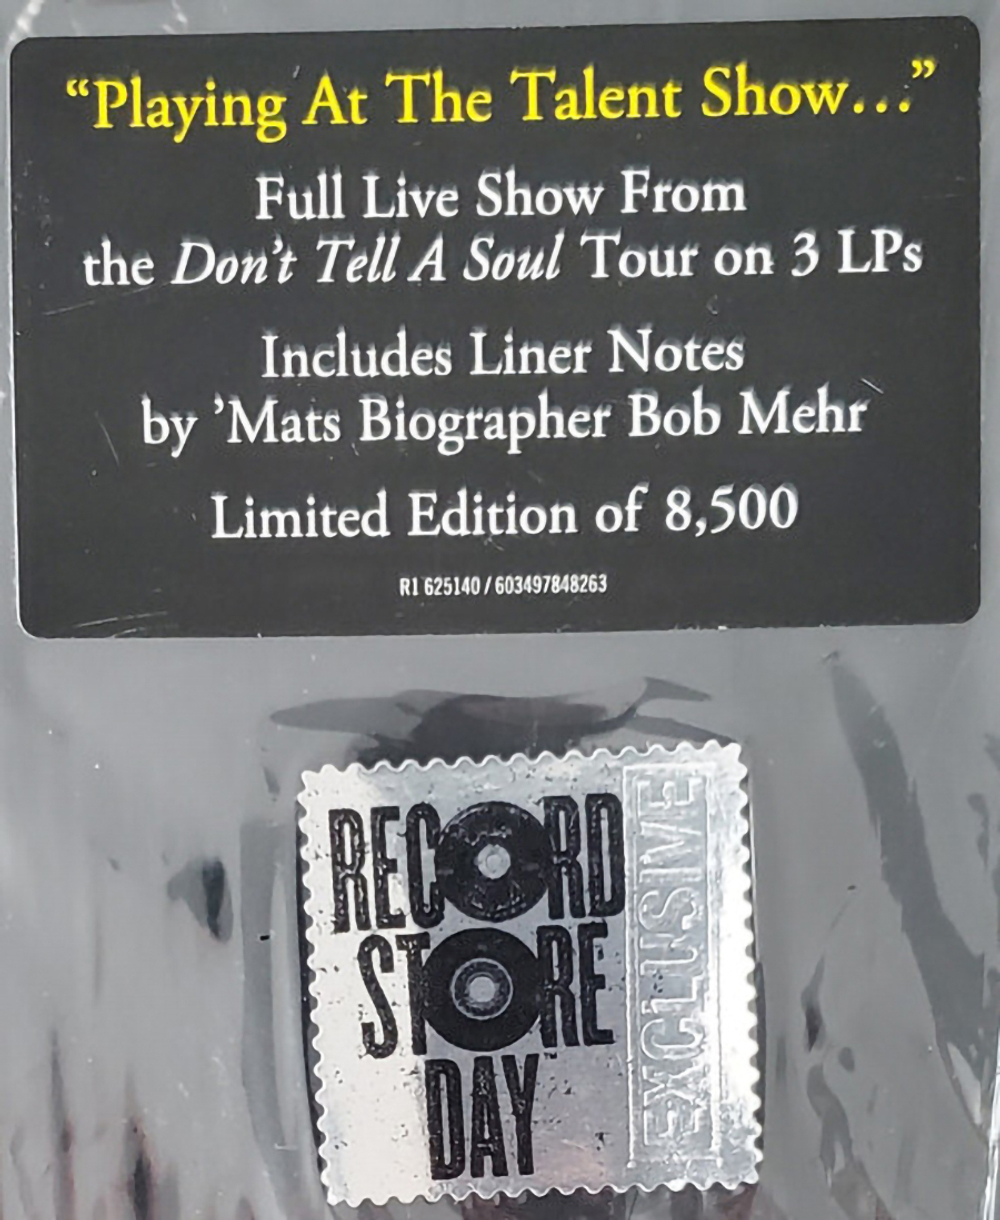 “Playing At The Talent Show...”
Full Live Show From
the Don't Tell A Soul Tour on 3 LPs
Includes Liner Notes
by ’Mats Biographer Bob Mehr
Limited Edition of 8,500
R1 625140 / 603497848263
RECORD
STORE
DAY
EXCLUSIVE